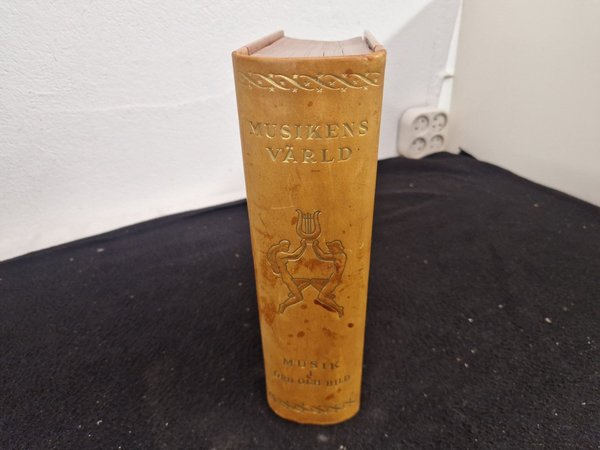 MUSIKENS
VÄRLD
MUSIK
I
ORD OCH BILD